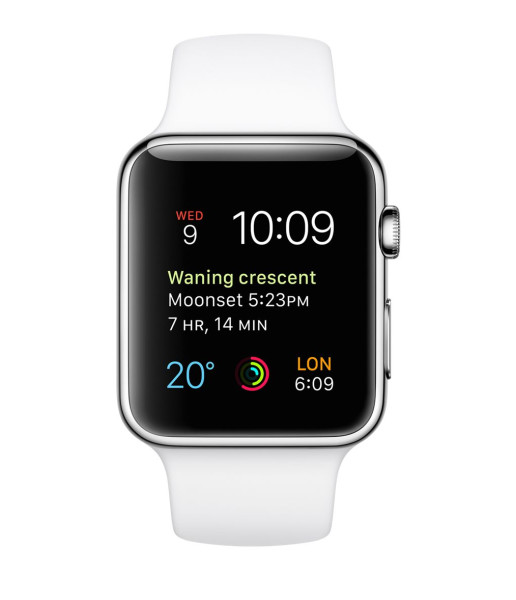 WED
9
10:09
Waning crescent
Moonset 5:23PM
7 HR, 14 MIN
20°
LON
6:09